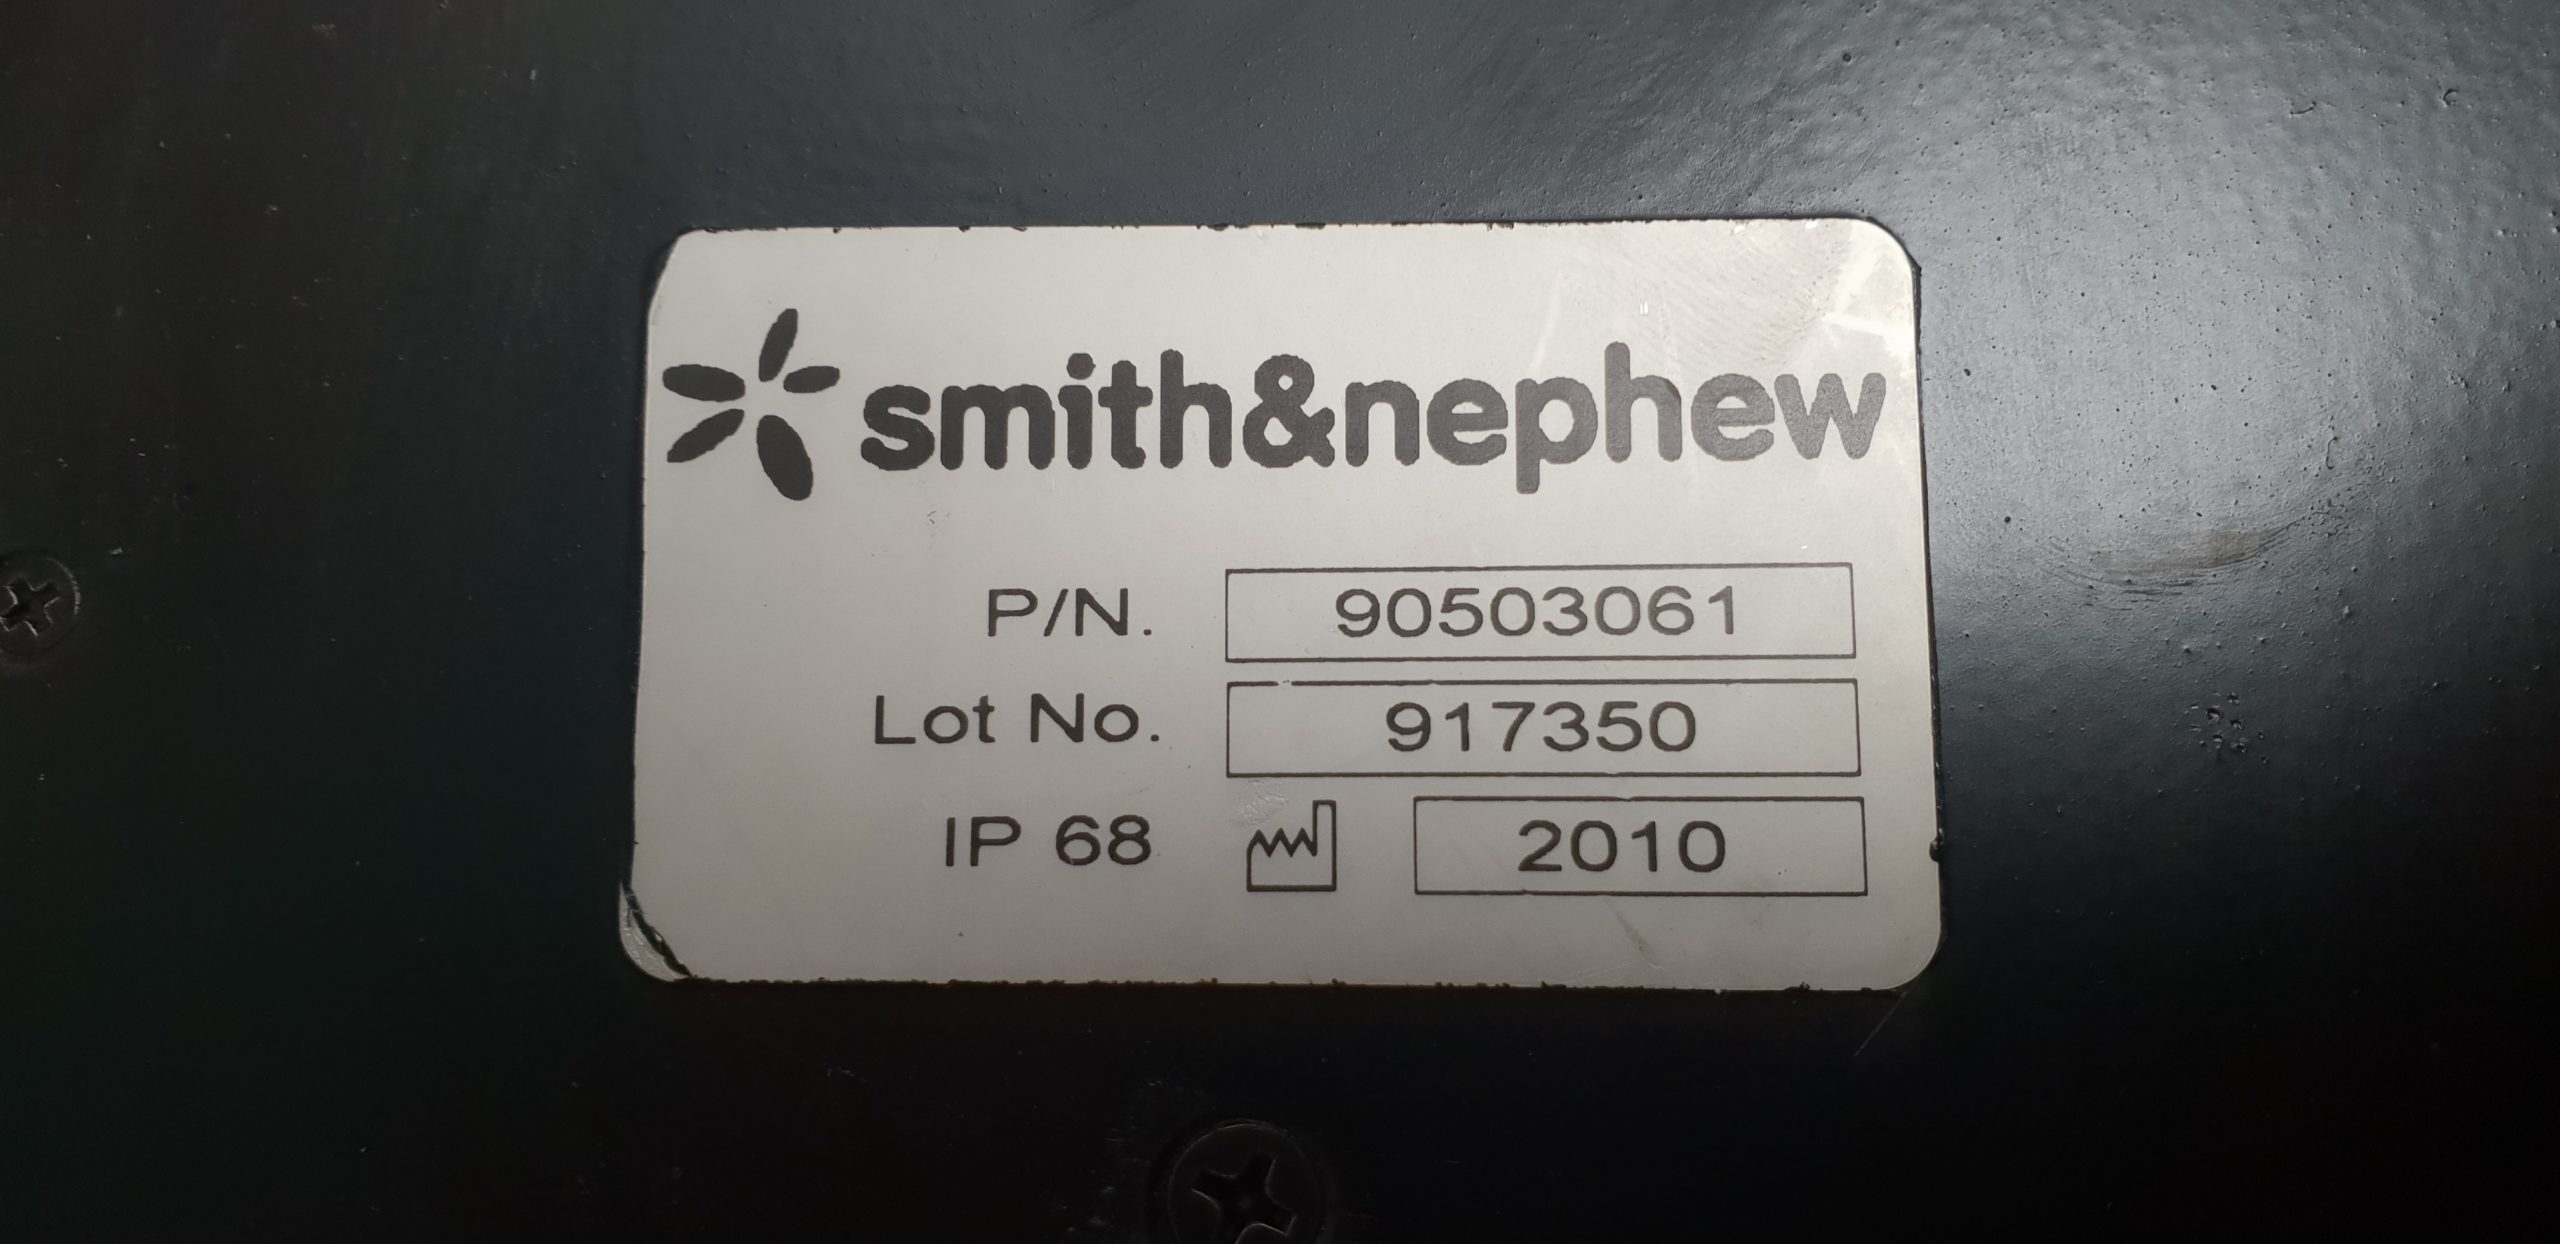 smith&nephew
P/N. 90503061
Lot No. 917350
IP 68 2010